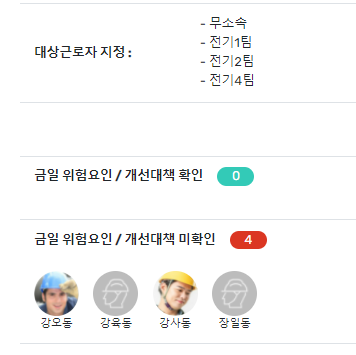 대상근로자 지정 :
- 무소속
- 전기1팀
- 전기2팀
- 전기4팀
금일 위험요인 / 개선대책 확인 0
금일 위험요인 / 개선대책 미확인 4
강오동 강육동 강사동 장일동